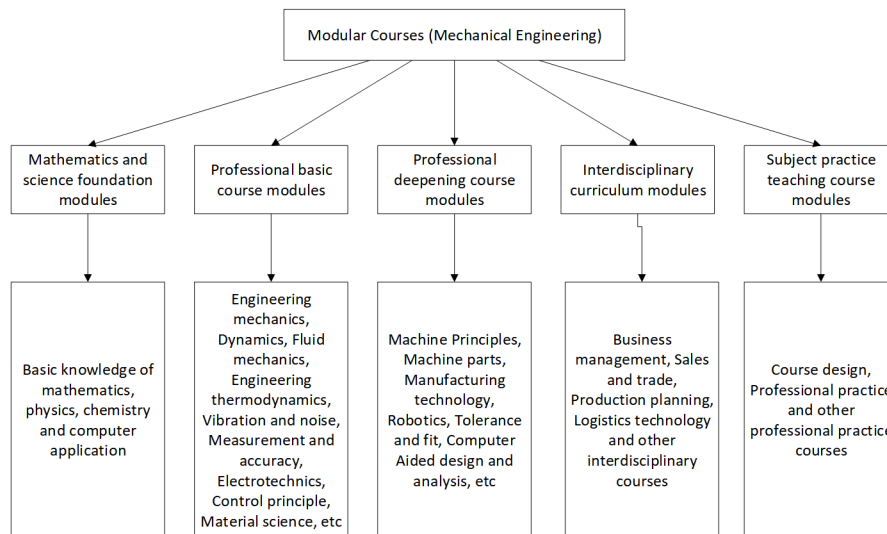 Modular Courses (Mechanical Engineering)
Mathematics and
science foundation
modules
Professional basic
course modules
Professional
deepening course
modules
Interdisciplinary
curriculum modules
Subject practice
teaching course
modules
Basic knowledge of
mathematics,
physics, chemistry
and computer
application
Engineering
mechanics,
Dynamics, Fluid
mechanics,
Engineering
thermodynamics,
Vibration and noise,
Measurement and
accuracy,
Electrotechnics,
Control principle,
Material science, etc
Machine Principles,
Machine parts,
Manufacturing
technology,
Robotics, Tolerance
and fit, Computer
Aided design and
analysis, etc
Business
management, Sales
and trade,
Production planning,
Logistics technology
and other
interdisciplinary
courses
Course design,
Professional practice
and other
professional practice
courses